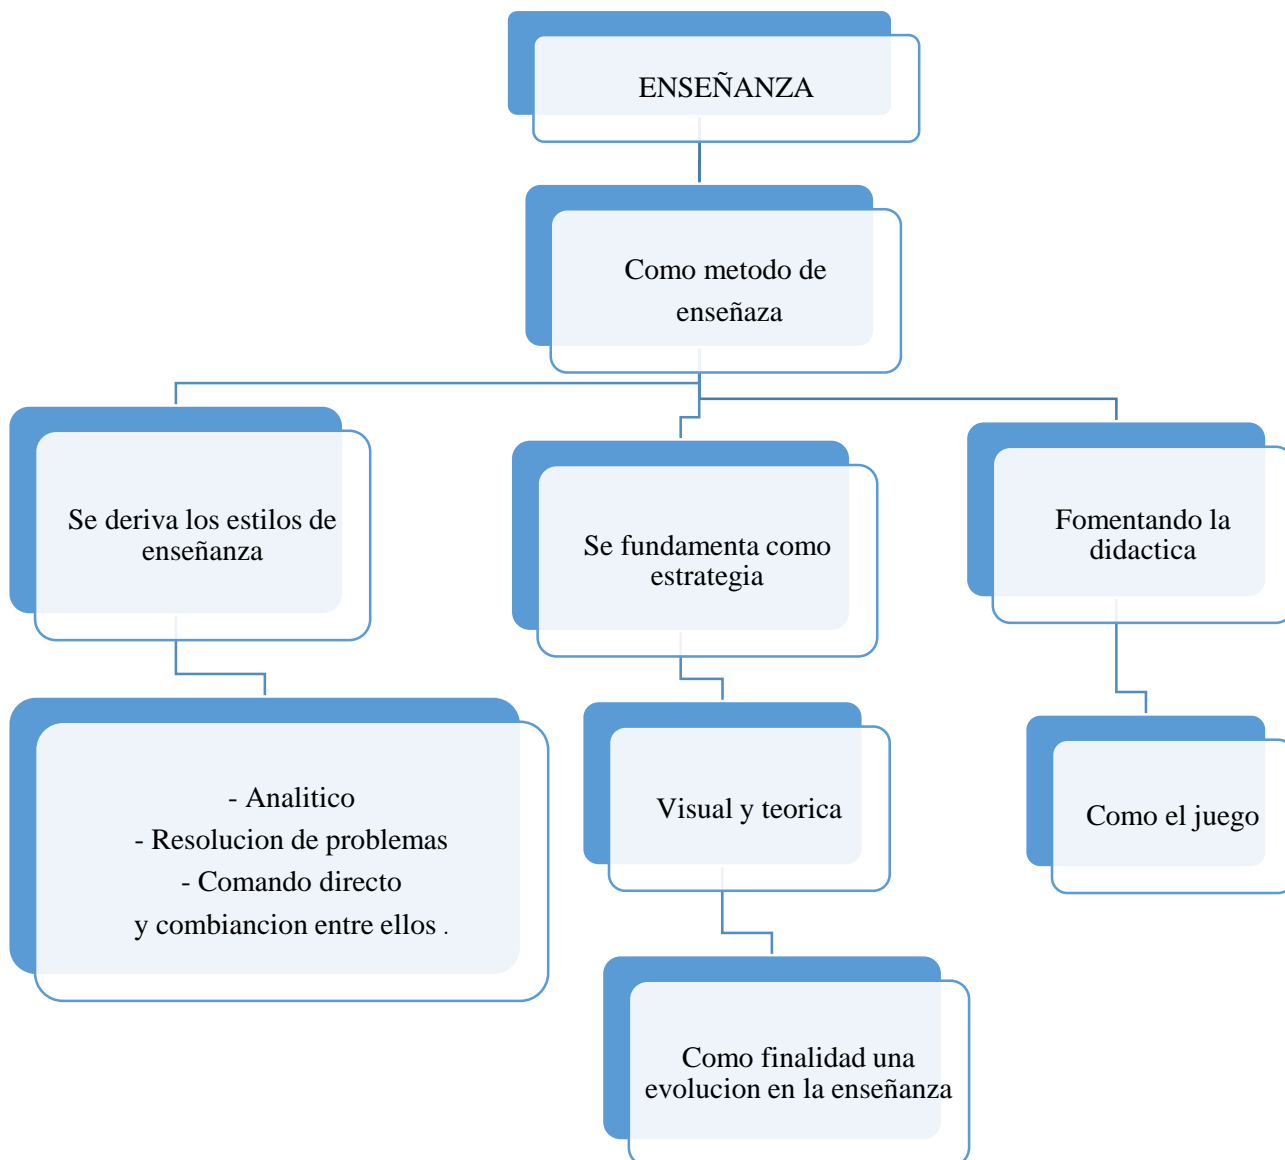 ENSEÑANZA
Como metodo de
enseñaza
Se deriva los estilos de
enseñanza
Se fundamenta como
estrategia
Fomentando la
didactica
- Analitico
- Resolucion de problemas
- Comando directo
y combiancion entre ellos .
Visual y teorica
Como el juego
Como finalidad una
evolucion en la enseñanza